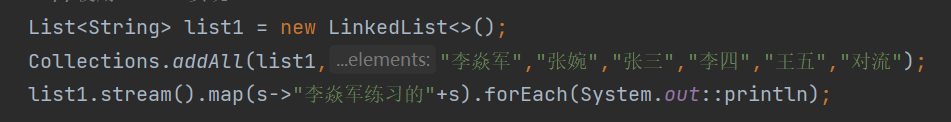 List<String> list1 = new LinkedList<>();
Collections.addAll(list1, ...elements: "李焱军","张婉","张三","李四","王五","对流");
list1.stream().map(s->"李焱军练习的"+s).forEach(System.out::println);